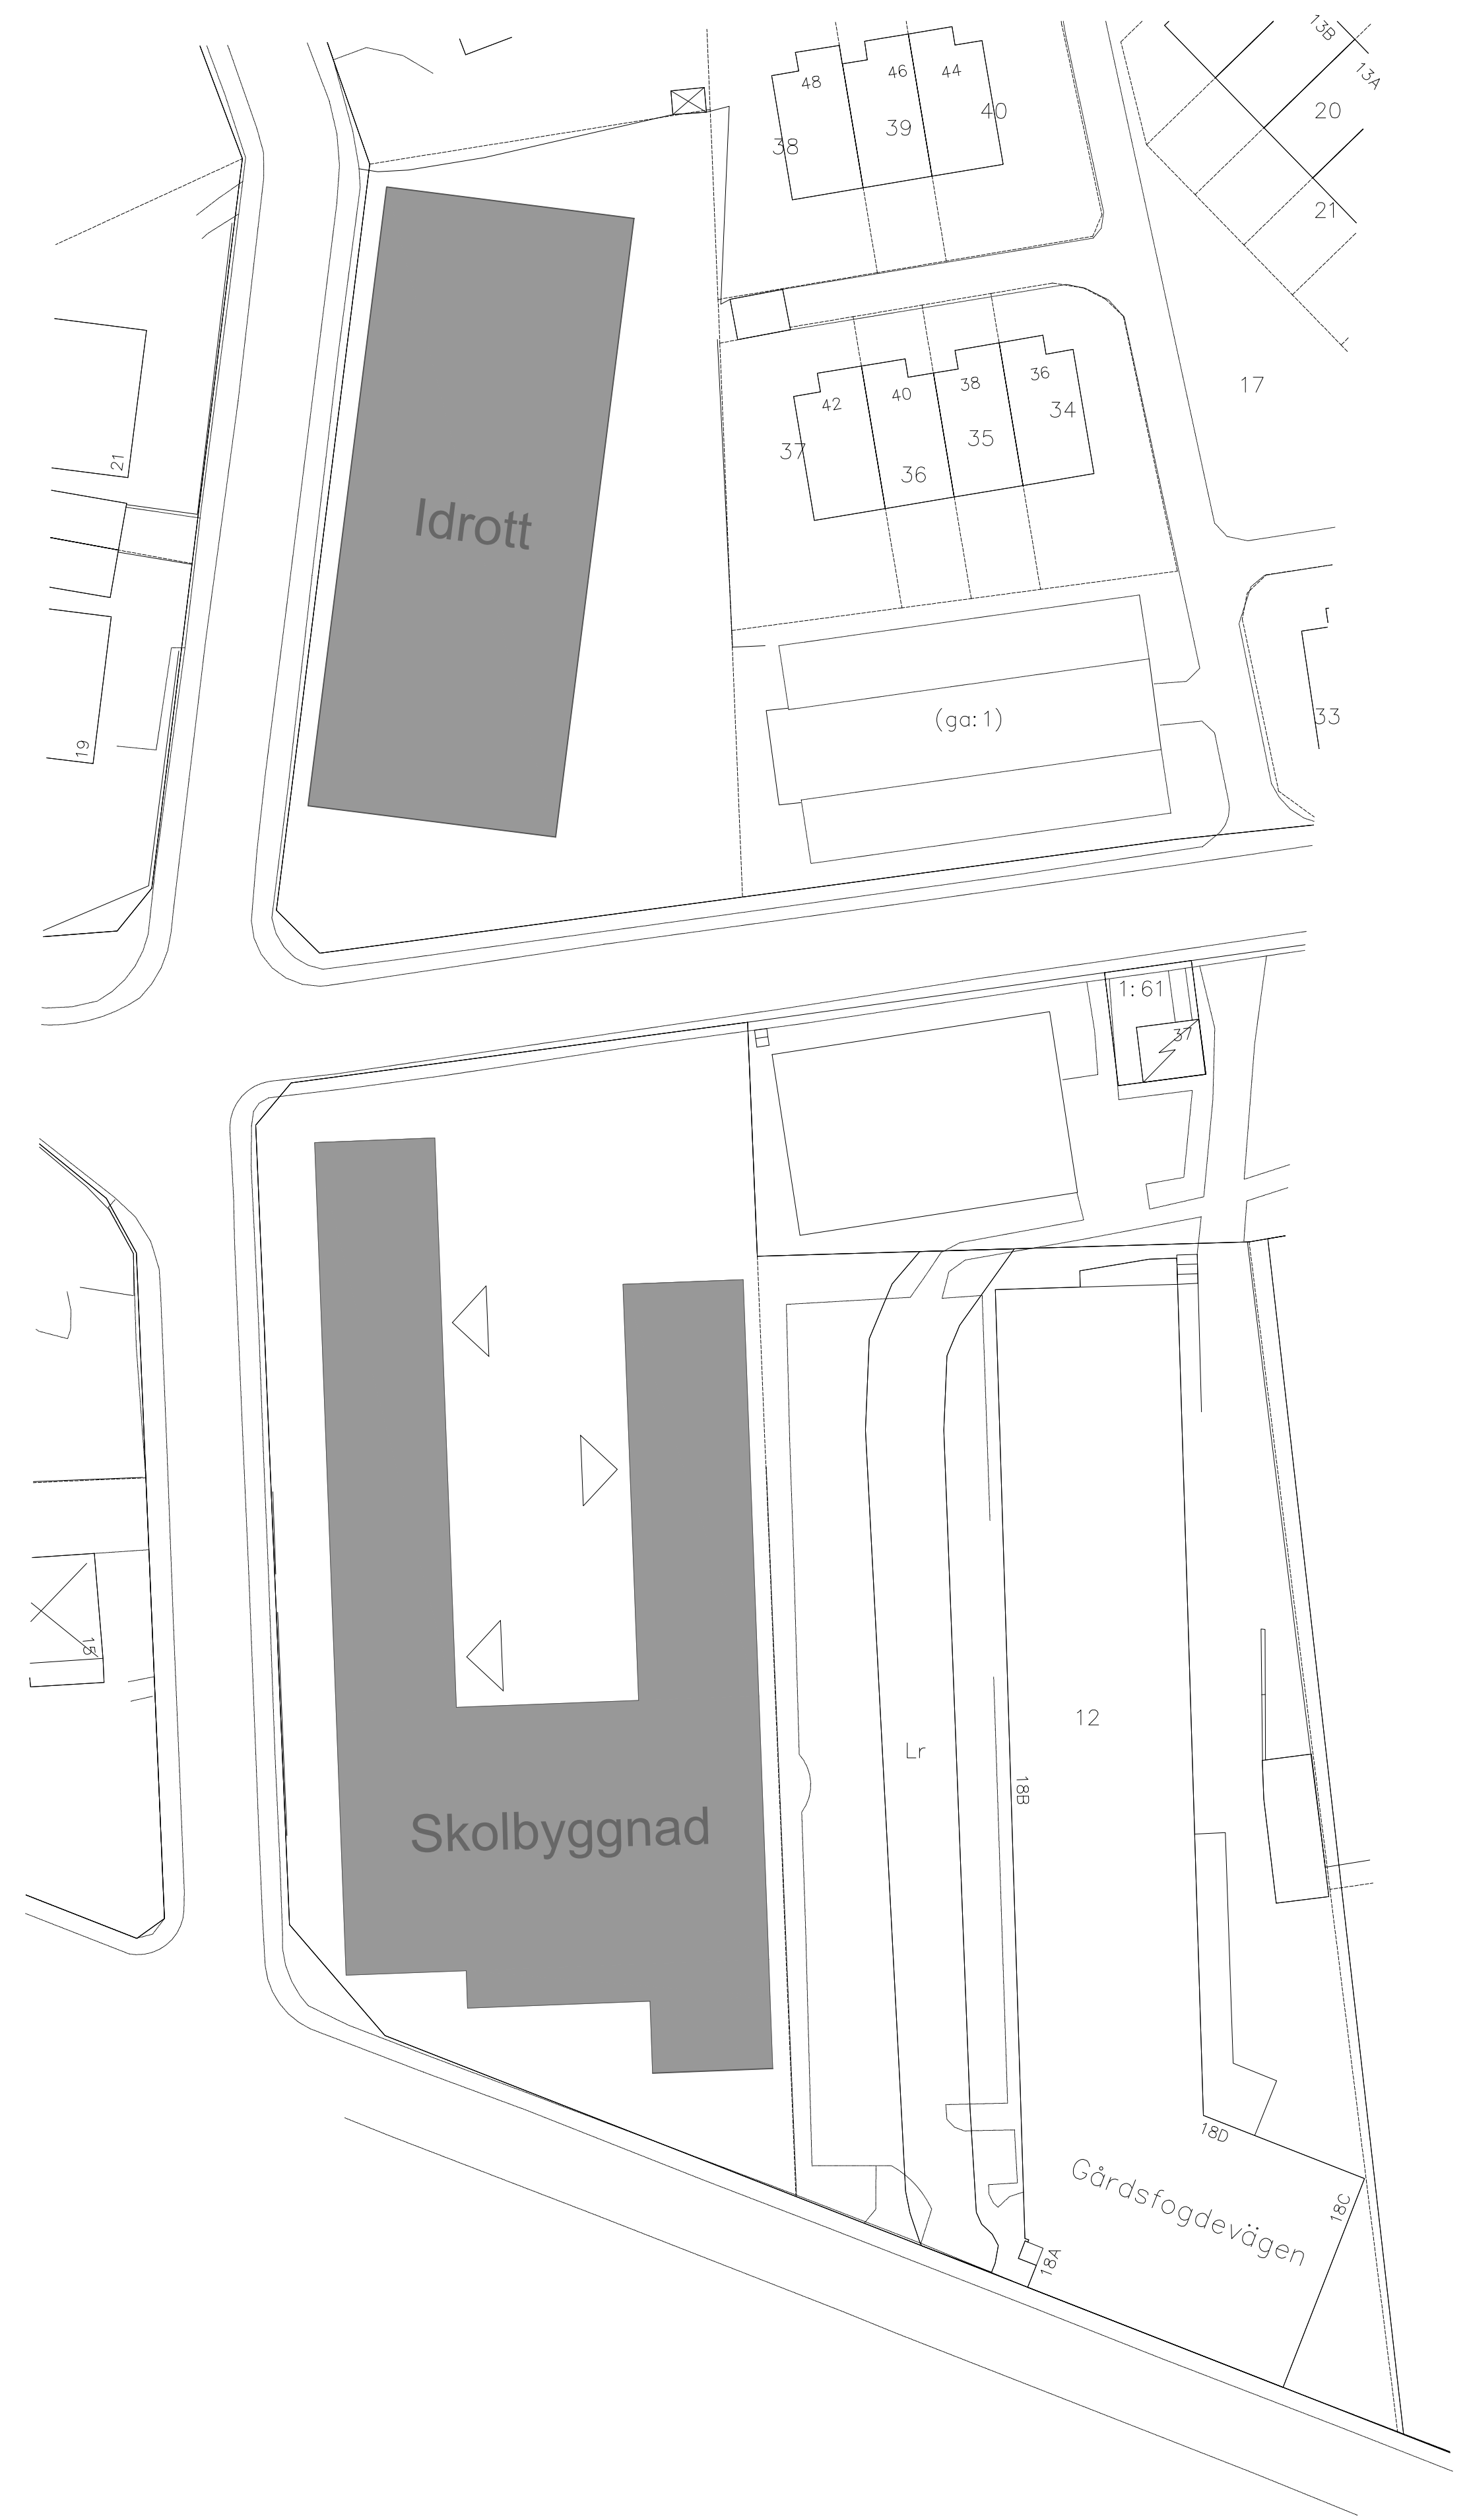 13B
13A
48
46
44
40
20
39
38
21
17
36
38
40
42
34
35
37
36
21
Idrott
(ga:1)
33
19
1:61
37
15
12
Lr
18B
Skolbyggnad
18D
Gårdsfogdevägen
18C
18A